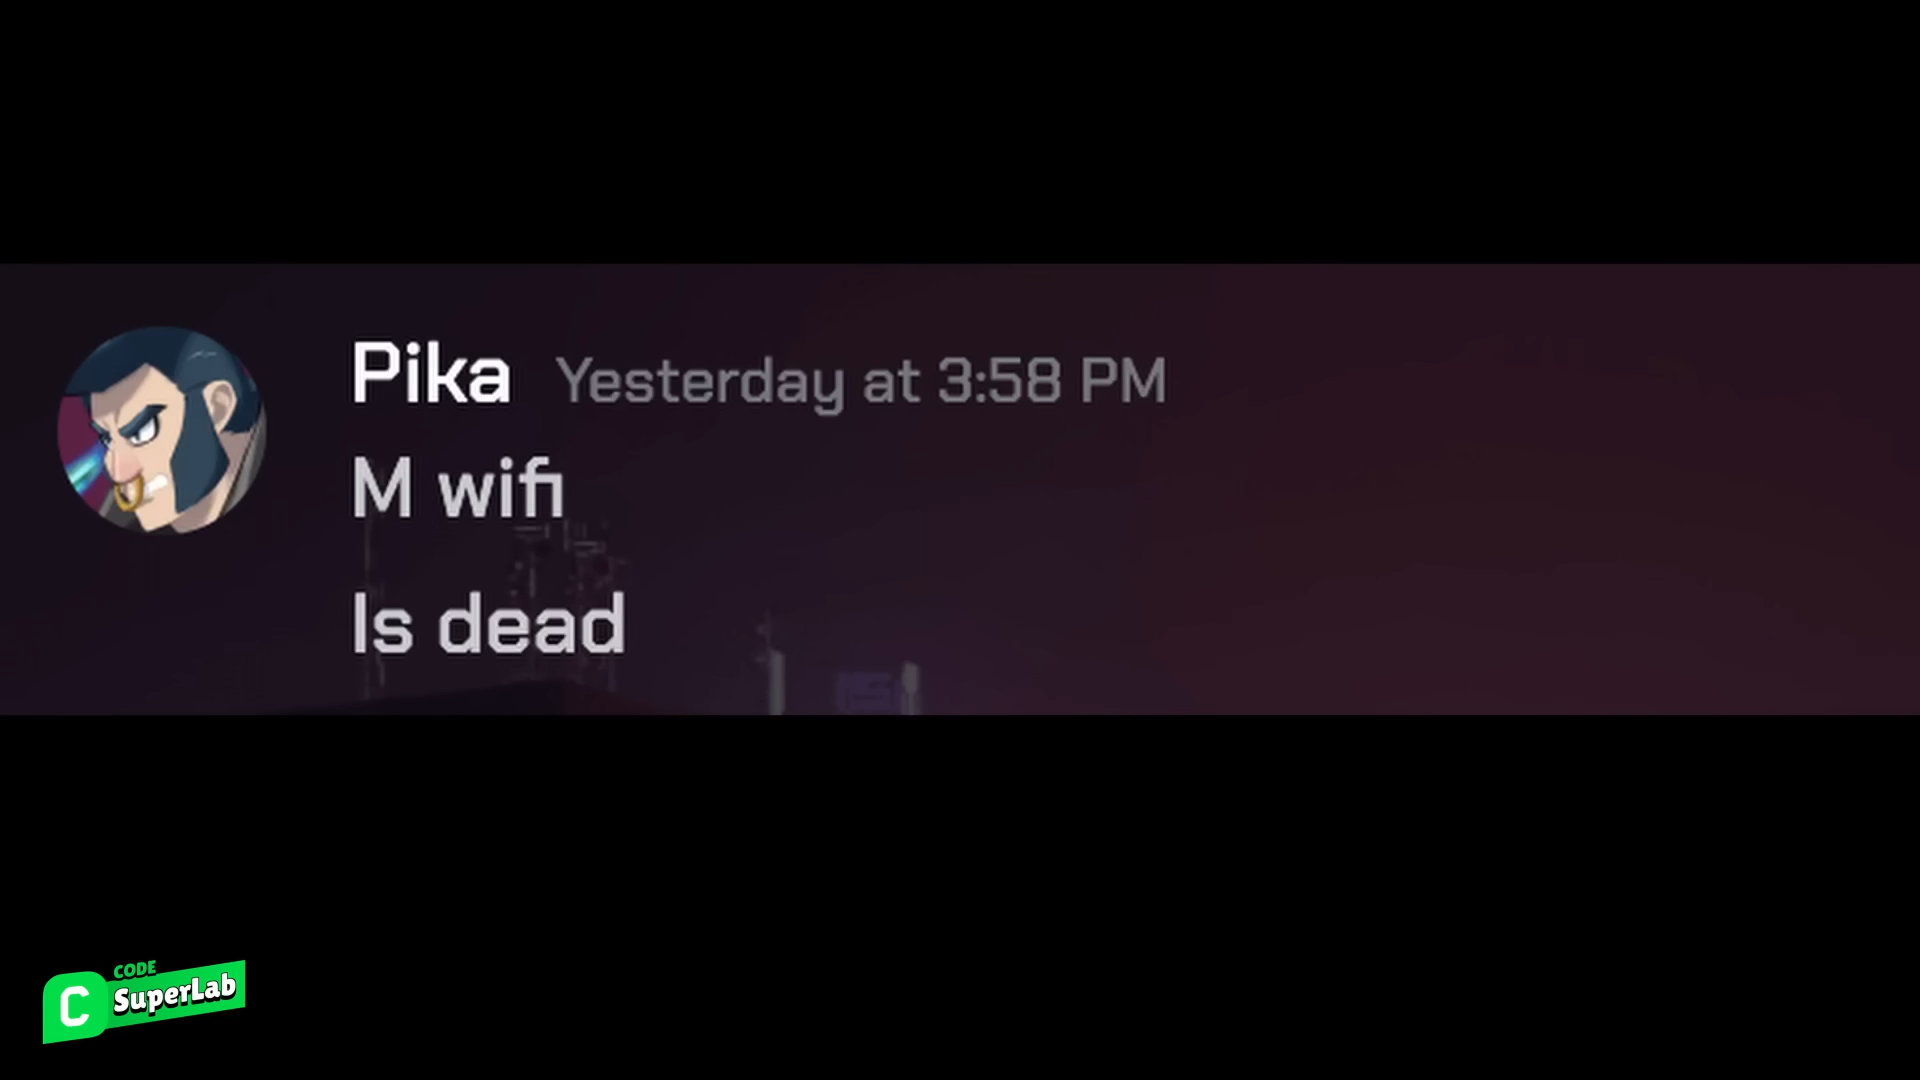 Pika Yesterday at 3:58 PM
M wifi
Is dead
CODE
C SuperLab